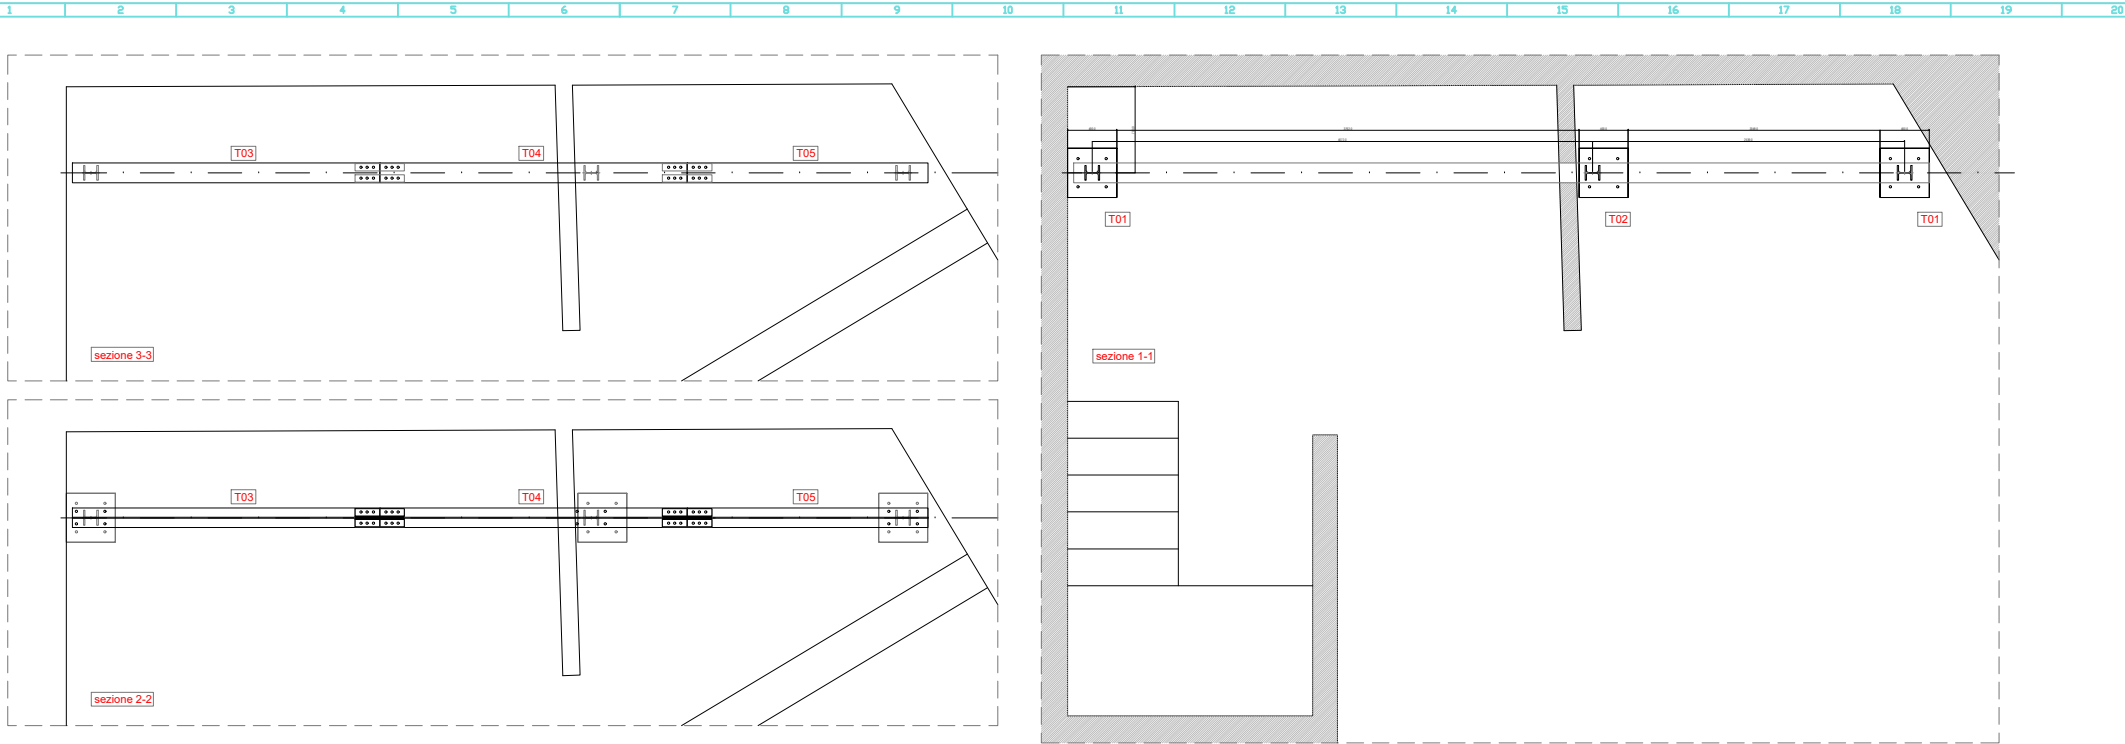 1 2 3 4 5 6 7 8 9 10 11 12 13 14 15 16 17 18 19 20
T03 T04 T05
sezione 3-3
T03 T04 T05
sezione 2-2
T01 T02 T01
sezione 1-1